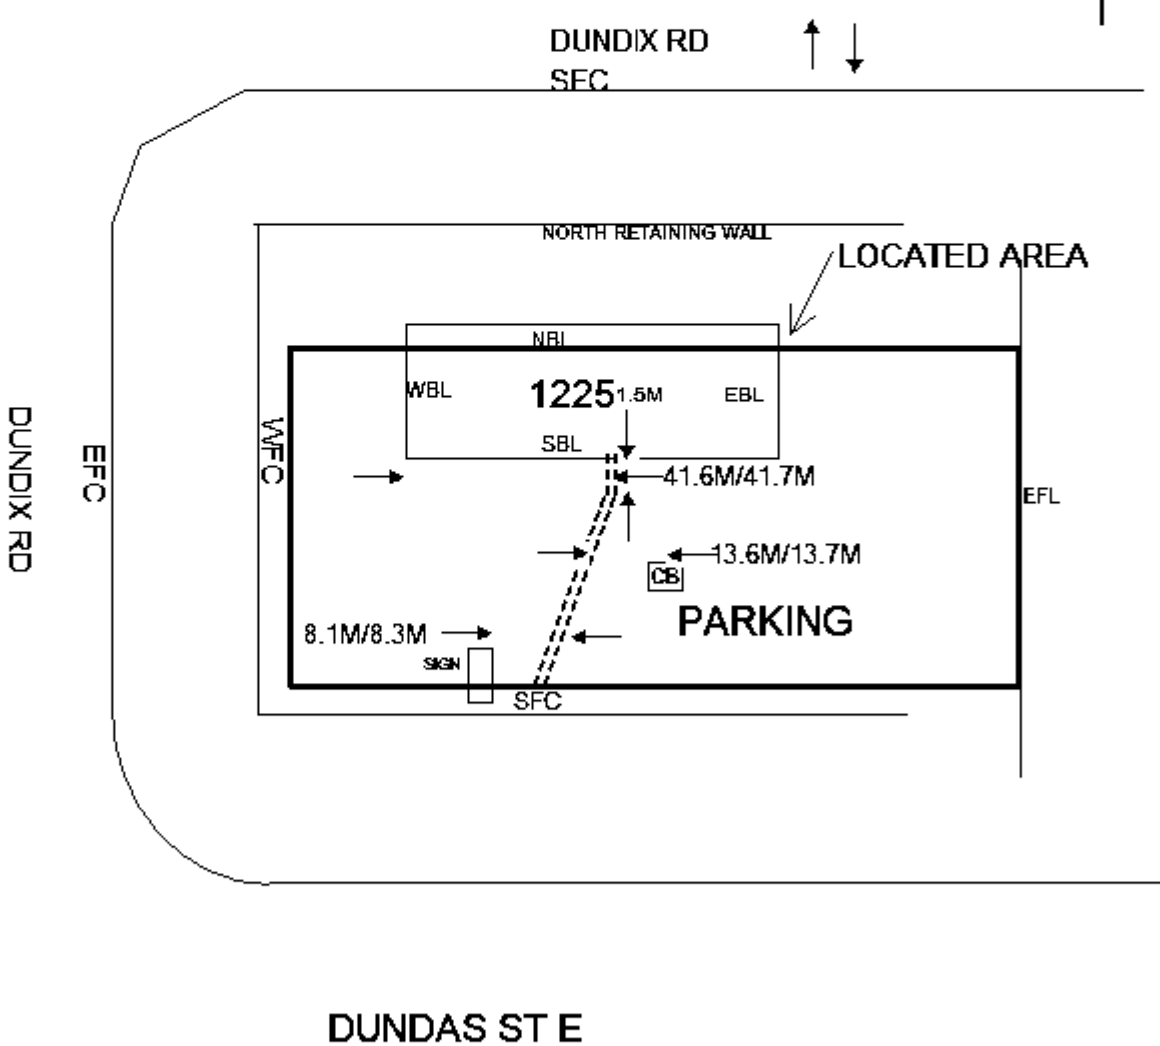 DUNDIX RD
SFC
NORTH RETAINING WALL
LOCATED AREA
NBL
WBL
1225
1.5M
EBL
SBL
41.6M/41.7M
WFC
DUNDIX RD
EFC
EFL
13.6M/13.7M
CB
PARKING
8.1M/8.3M
SIGN
SFC
DUNDAS ST E